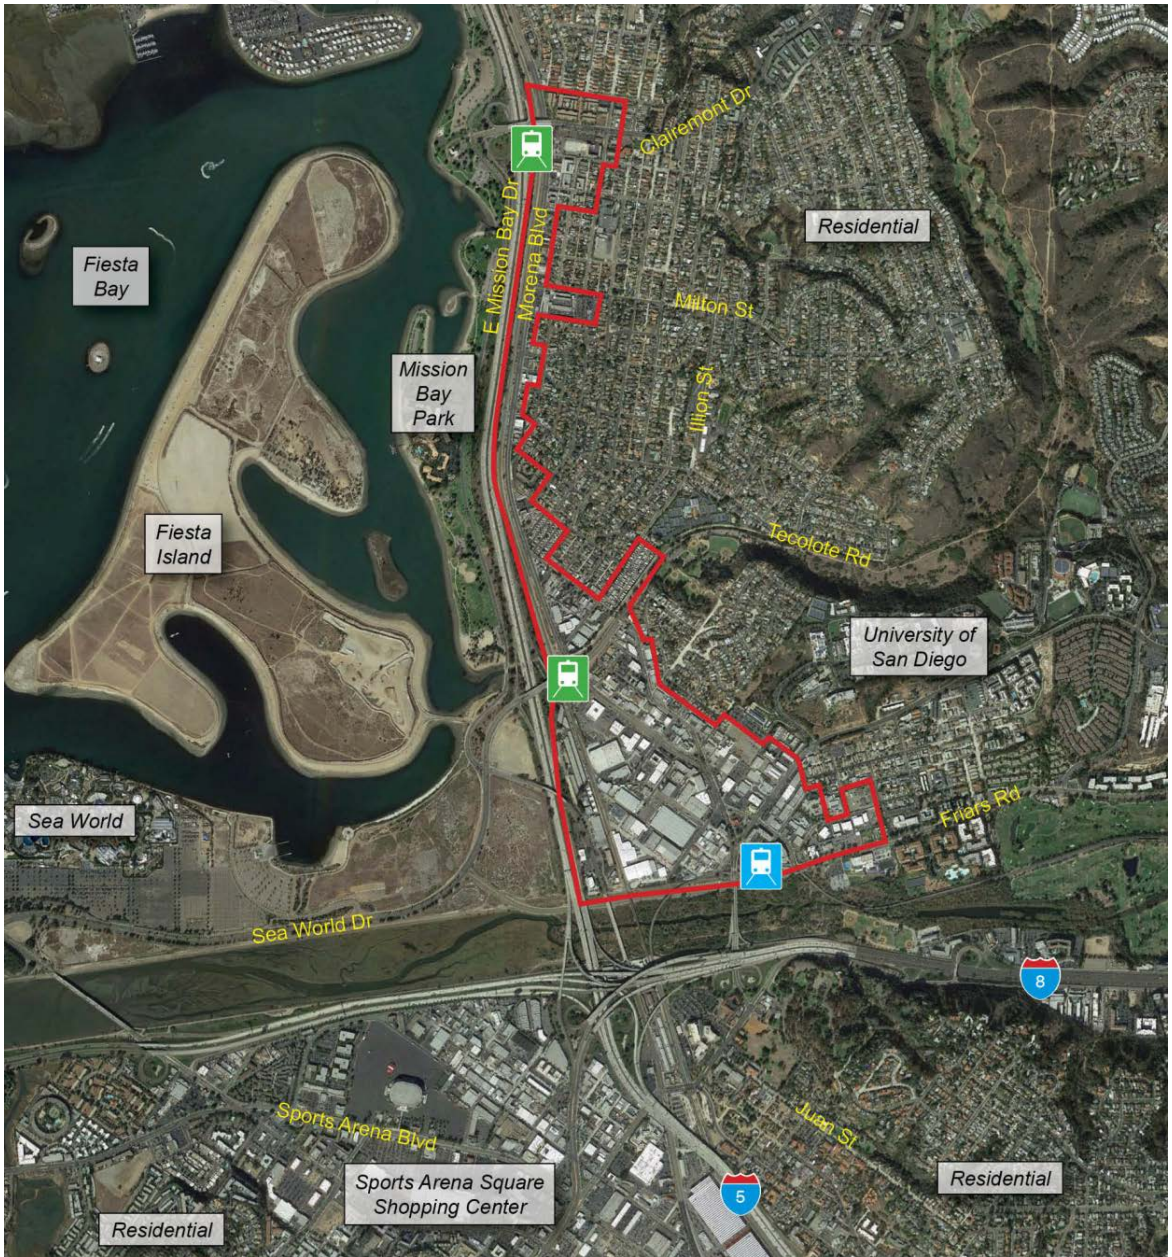 Clairemont Dr
E Mission Bay Dr
Morena Blvd
Residential
Fiesta
Bay
Milton St
Mission
Bay
Park
Illion St
Fiesta
Island
Tecolote Rd
University of
San Diego
Sea World
Friars Rd
Sea World Dr
8
Sports Arena Blvd
Juan St
Sports Arena Square
Shopping Center
5
Residential
Residential